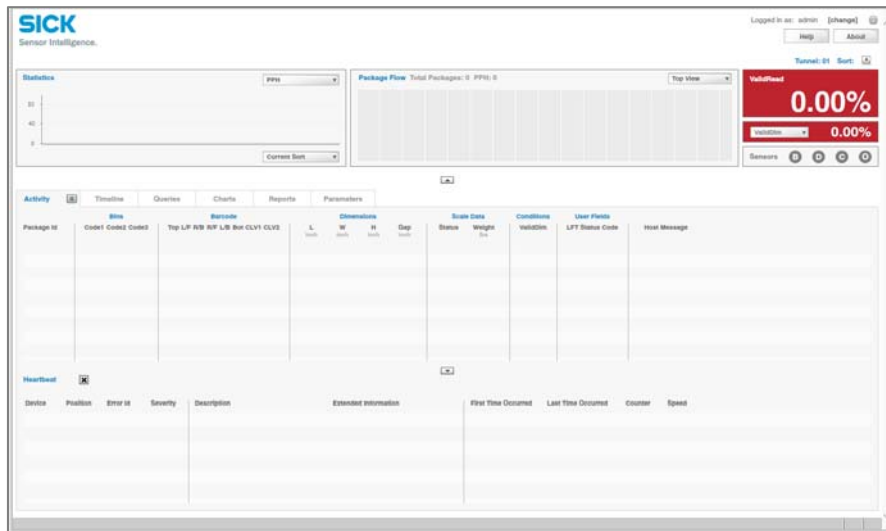 SICK
Sensor Intelligence.
Logged in as: admin [change]
Help About
Tunnel: 01 Sort:
Statistics PPH
40
0
Current Sort
Package Flow Total Packages: 0 PPH: 0 Top View
ValidRead
0.00%
ValidDim 0.00%
Sensors
Activity Timeline Queries Charts Reports Parameters
Bins Barcode Dimensions Scale Data Conditions User Fields
Package Id Code1 Code2 Code3 Top L/F R/B R/F L/B Bot CLV1 CLV2 L W H Gap Status Weight ValidDim LFT Status Code Host Message
Heartbeat
Device Position Error Id Severity Description Extended Information First Time Occurred Last Time Occurred Counter Speed